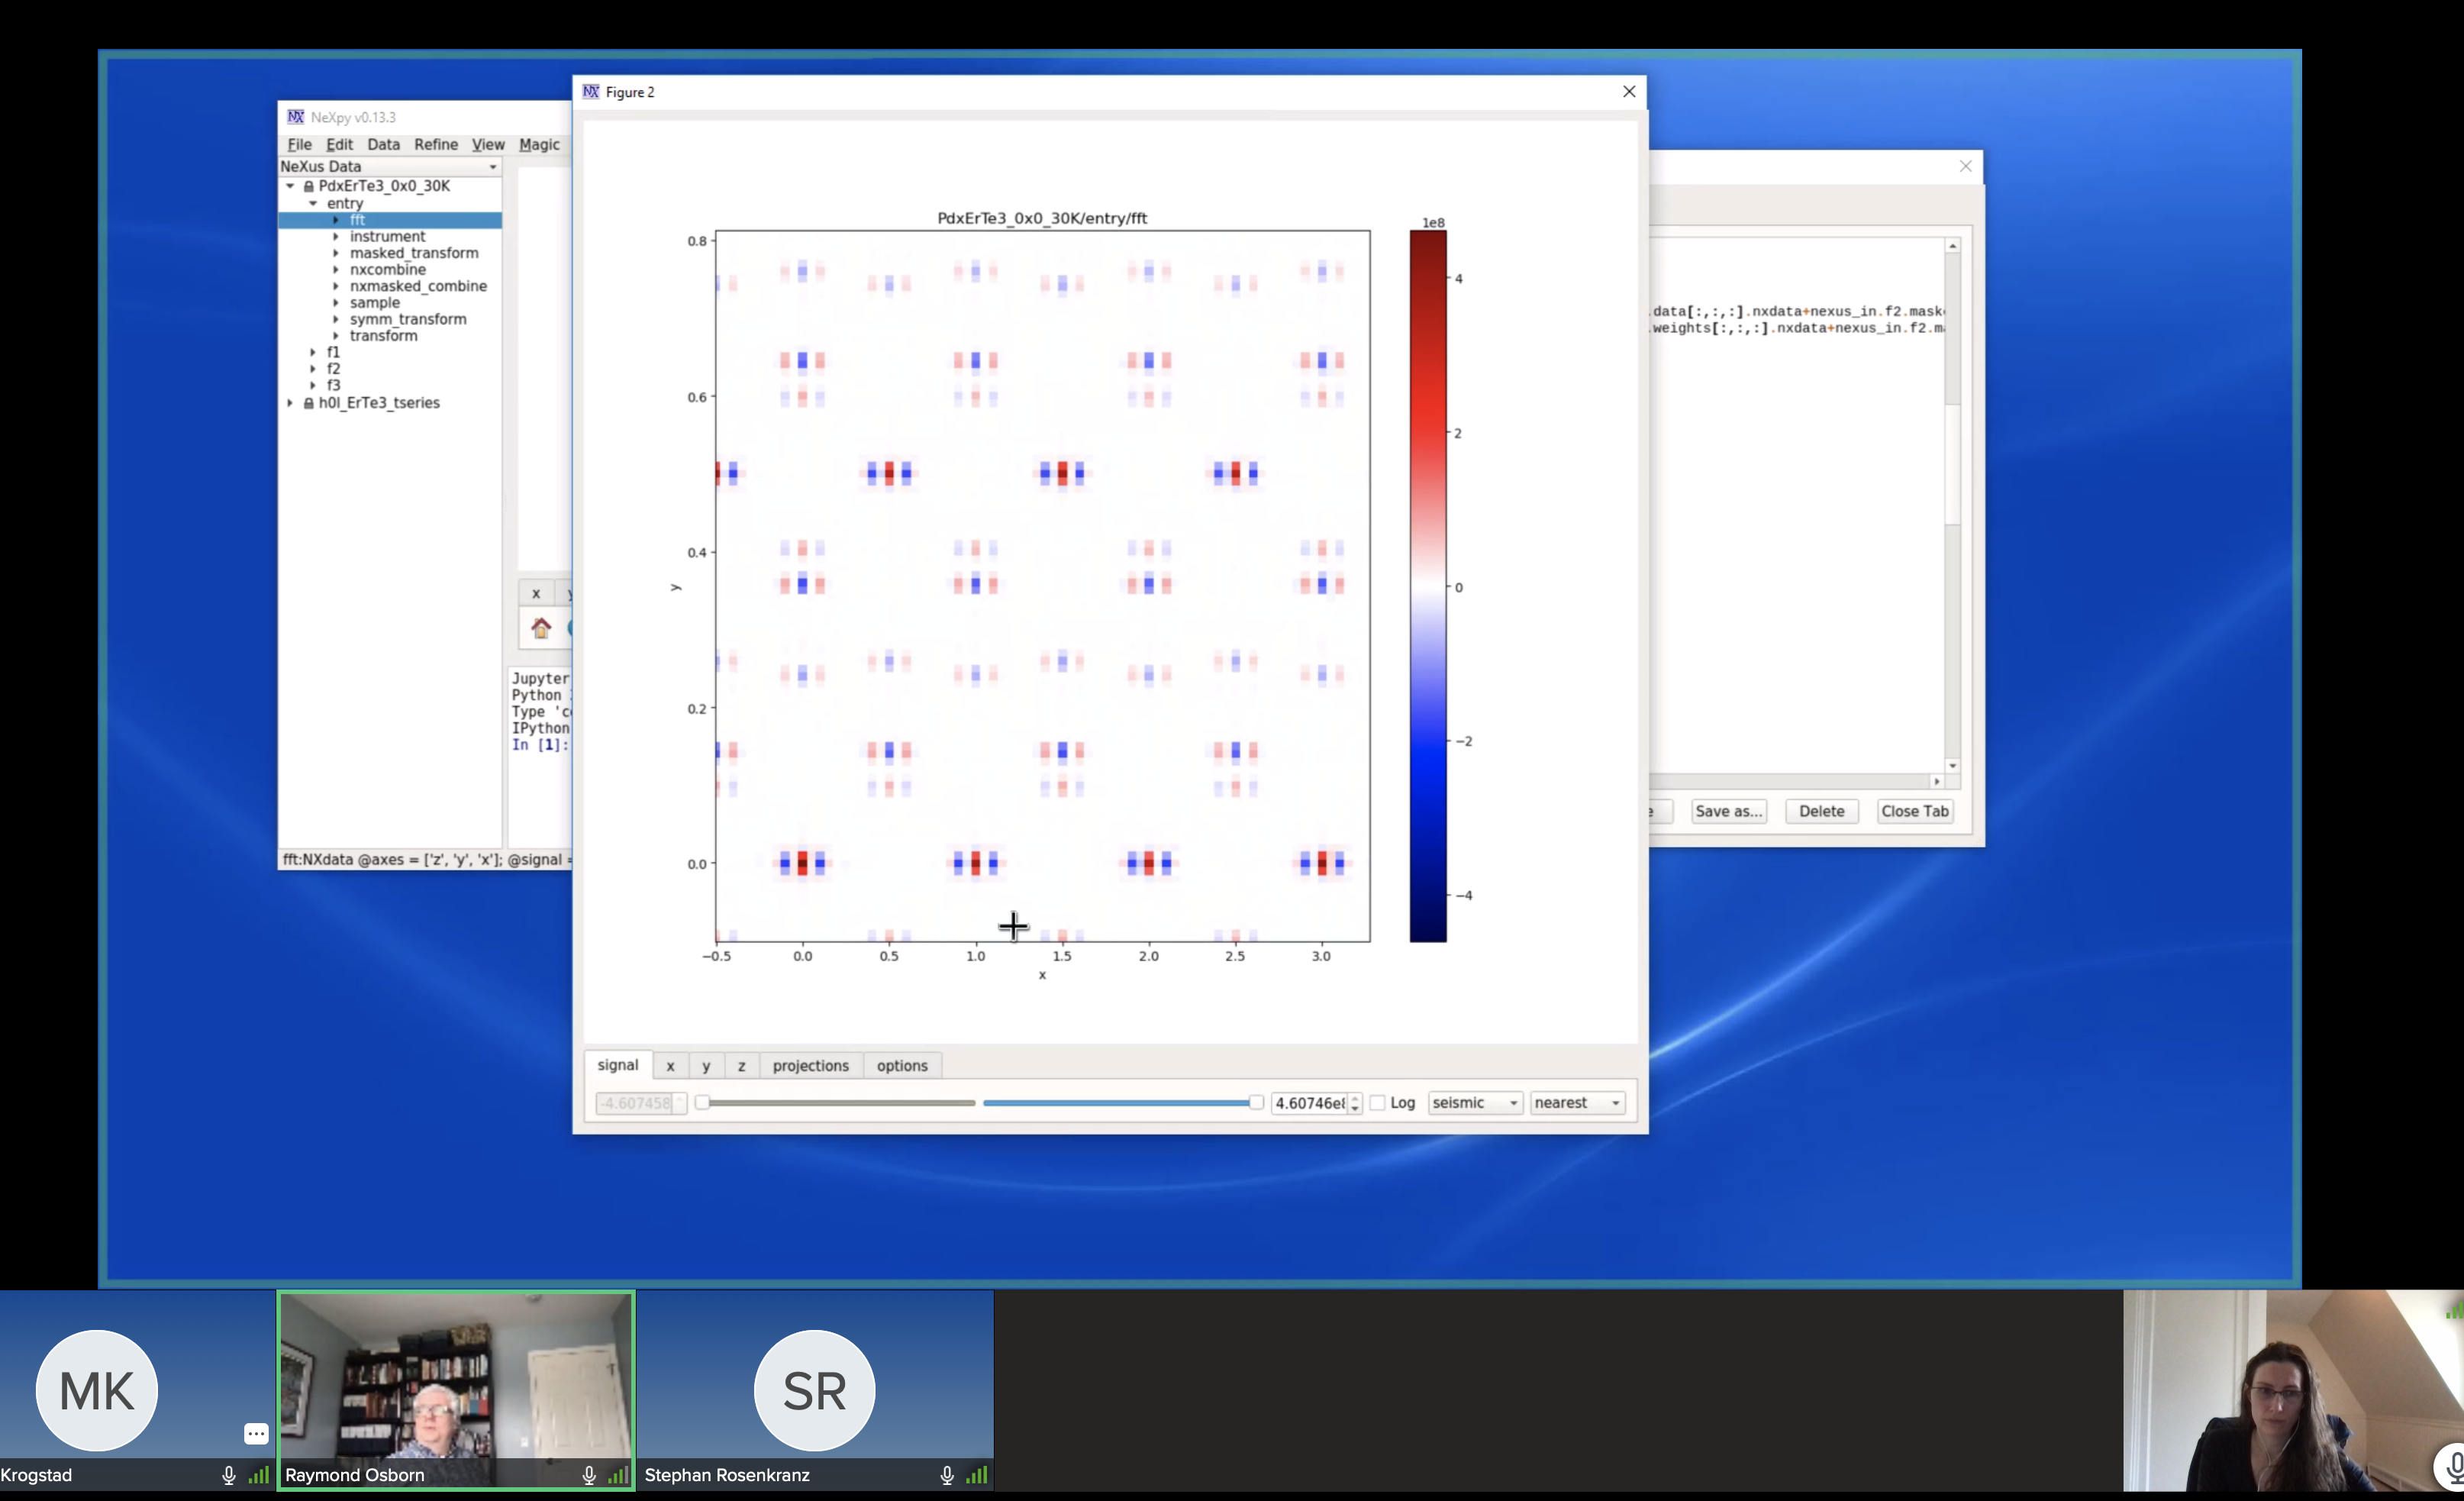 NeXpy v0.13.3
File Edit Data Refine View Magic
NeXus Data
PdxErTe3_0x0_30K
entry
fft
instrument
masked_transform
nxcombine
nxmasked_combine
sample
symm_transform
transform
f1
f2
f3
h0l_ErTe3_tseries
x
Jupyter
Python
Type 'c
IPython
In [1]:
fft:NXdata @axes = ['z', 'y', 'x']; @signal =
Figure 2
PdxErTe3_0x0_30K/entry/fft
1e8
0.8
0.6
0.4
0.2
0.0
y
−0.5 0.0 0.5 1.0 1.5 2.0 2.5 3.0
x
4
2
0
−2
−4
signal x y z projections options
-4.607458 4.60746e Log seismic nearest
data[:,:,:].nxdata+nexus_in.f2.mask
weights[:,:,:].nxdata+nexus_in.f2.m
Save as... Delete Close Tab
MK
Krogstad
Raymond Osborn
SR
Stephan Rosenkranz